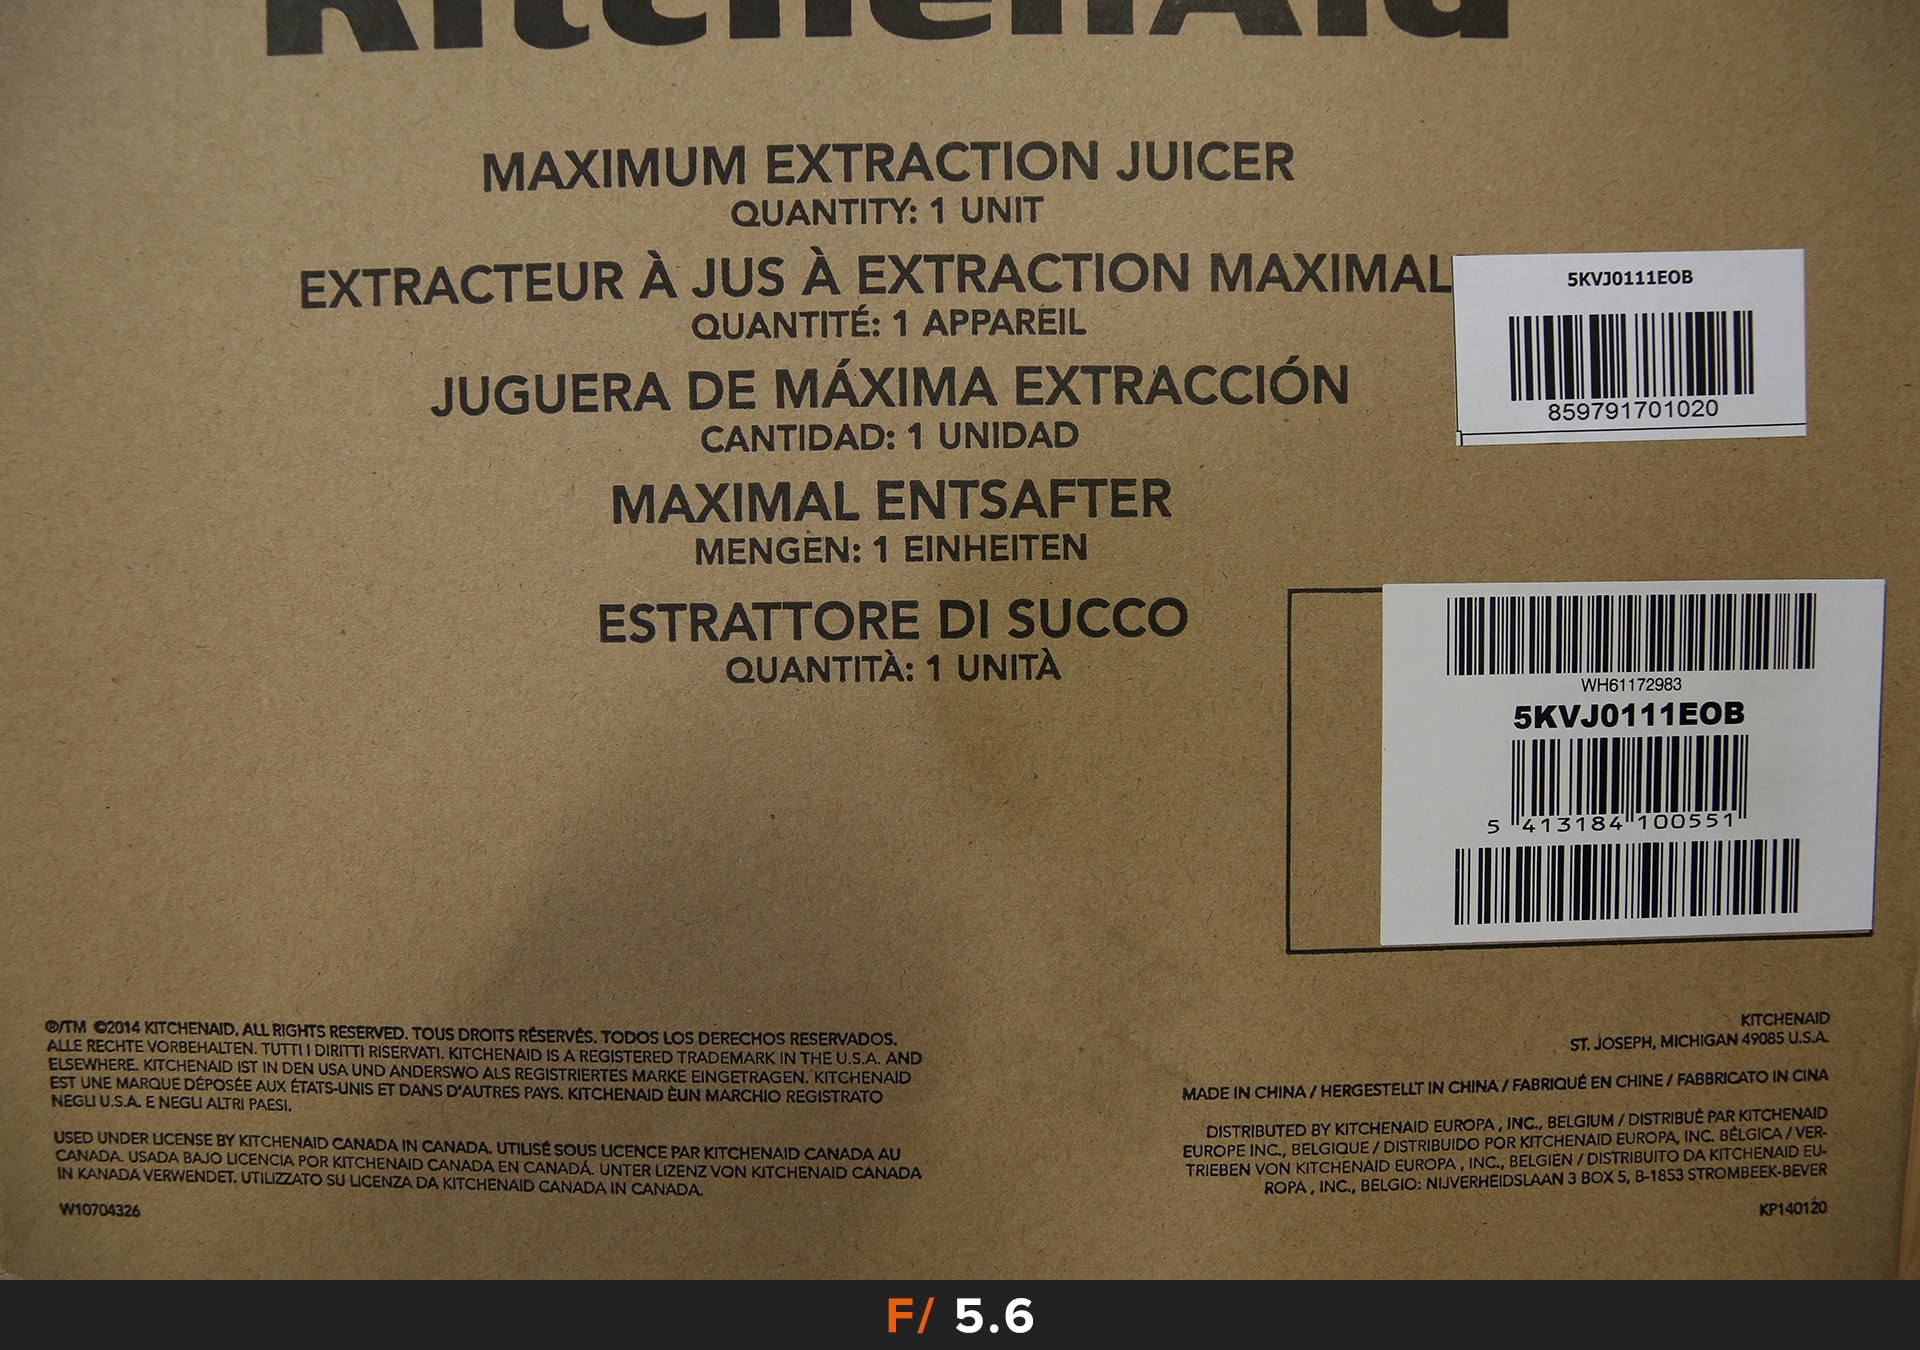 KitchenAid
MAXIMUM EXTRACTION JUICER
QUANTITY: 1 UNIT
EXTRACTEUR À JUS À EXTRACTION MAXIMAL
QUANTITÉ: 1 APPAREIL
JUGUERA DE MÁXIMA EXTRACCIÓN
CANTIDAD: 1 UNIDAD
MAXIMAL ENTSAFTER
MENGEN: 1 EINHEITEN
ESTRATTORE DI SUCCO
QUANTITÀ: 1 UNITÀ
5KVJ0111EOB
859791701020
WH61172983
5KVJ0111EOB
5 413184 100551
®/TM ©2014 KITCHENAID. ALL RIGHTS RESERVED. TOUS DROITS RÉSERVÉS. TODOS LOS DERECHOS RESERVADOS.
ALLE RECHTE VORBEHALTEN. TUTTI I DIRITTI RISERVATI. KITCHENAID IS A REGISTERED TRADEMARK IN THE U.S.A. AND
ELSEWHERE. KITCHENAID IST IN DEN USA UND ANDERSWO ALS REGISTRIERTES MARKE EINGETRAGEN. KITCHENAID
EST UNE MARQUE DÉPOSÉE AUX ÉTATS-UNIS ET DANS D'AUTRES PAYS. KITCHENAID ÈUN MARCHIO REGISTRATO
NEGLI U.S.A. E NEGLI ALTRI PAESI.
USED UNDER LICENSE BY KITCHENAID CANADA IN CANADA. UTILISÉ SOUS LICENCE PAR KITCHENAID CANADA AU
CANADA. USADA BAJO LICENCIA POR KITCHENAID CANADA EN CANADÁ. UNTER LIZENZ VON KITCHENAID CANADA
IN KANADA VERWENDET. UTILIZZATO SU LICENZA DA KITCHENAID CANADA IN CANADA.
W10704326
KITCHENAID
ST. JOSEPH, MICHIGAN 49085 U.S.A.
MADE IN CHINA / HERGESTELLT IN CHINA / FABRIQUÉ EN CHINE / FABBRICATO IN CINA
DISTRIBUTED BY KITCHENAID EUROPA , INC., BELGIUM / DISTRIBUÉ PAR KITCHENAID
EUROPE INC., BELGIQUE / DISTRIBUIDO POR KITCHENAID EUROPA, INC. BÉLGICA / VER-
TRIEBEN VON KITCHENAID EUROPA , INC., BELGIEN / DISTRIBUITO DA KITCHENAID EU-
ROPA , INC., BELGIO: NIJVERHEIDSLAAN 3 BOX 5, B-1853 STROMBEEK-BEVER
KP140120
F/ 5.6